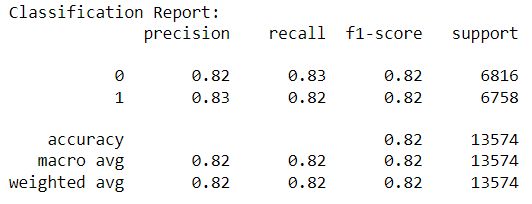 Classification Report:
precision recall f1-score support
0 0.82 0.83 0.82 6816
1 0.83 0.82 0.82 6758
accuracy 0.82 13574
macro avg 0.82 0.82 0.82 13574
weighted avg 0.82 0.82 0.82 13574